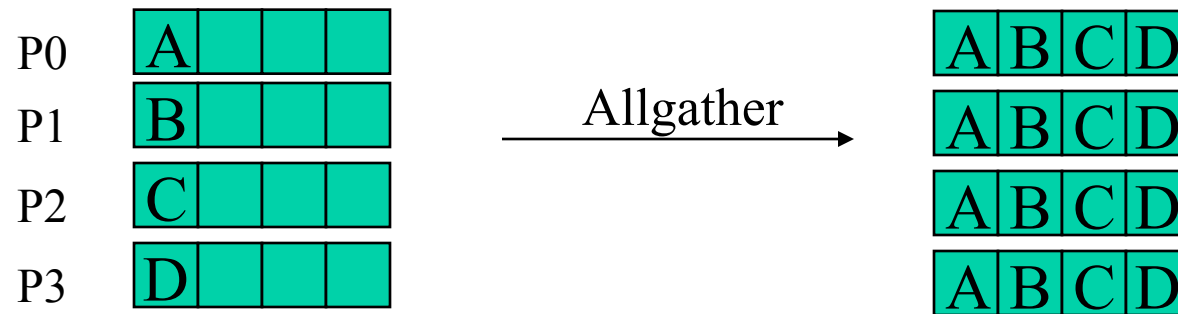 P0 A A B C D
P1 B Allgather A B C D
P2 C A B C D
P3 D A B C D